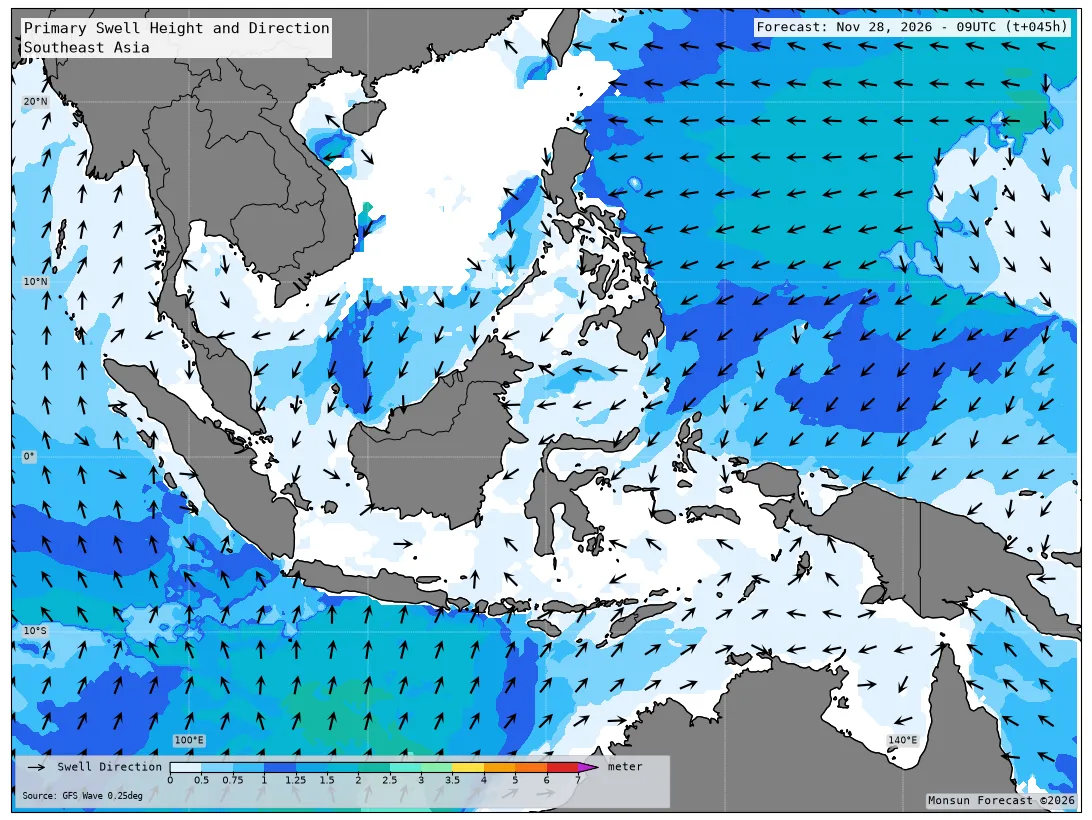 Primary Swell Height and Direction
Southeast Asia
Forecast: Nov 28, 2026 - 09UTC (t+045h)
20°N
10°N
0°
10°S
100°E
140°E
Swell Direction
meter
0 0.5 0.75 1 1.25 1.5 2 2.5 3 3.5 4 5 6 7
Source: GFS Wave 0.25deg
Monsun Forecast ©2026